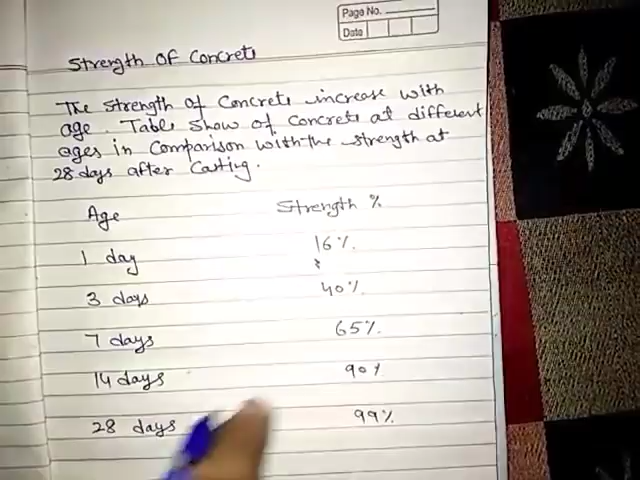 Page No.
Date
Strength Of Concrete
The Strength of Concrete increase with
age. Table Show of Concrete at different
ages in Comparison with the strength at
28 days after Casting.
Age Strength %
1 day 16%.
3 days 40%.
7 days 65%.
14 days 90%
28 days 99%.